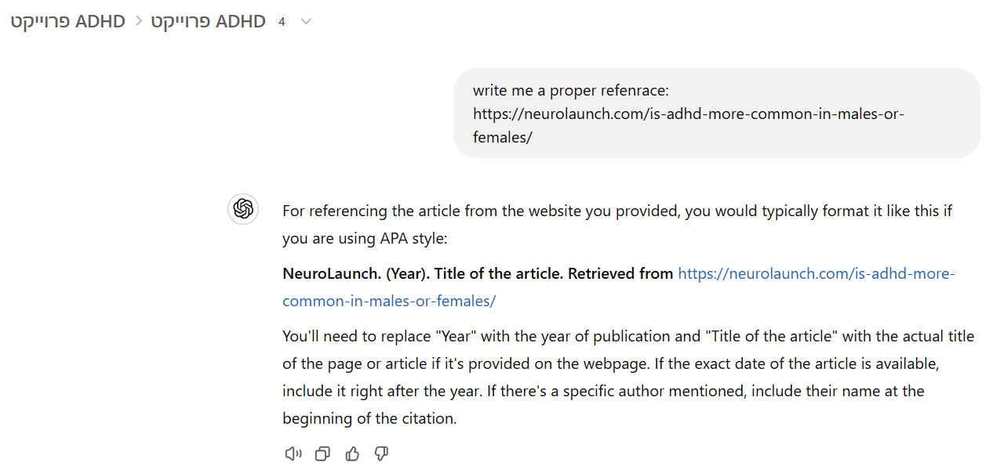 פרוייקט ADHD > פרוייקט ADHD 4
write me a proper refenrace:
https://neurolaunch.com/is-adhd-more-common-in-males-or-
females/
For referencing the article from the website you provided, you would typically format it like this if
you are using APA style:
NeuroLaunch. (Year). Title of the article. Retrieved from https://neurolaunch.com/is-adhd-more-
common-in-males-or-females/
You'll need to replace "Year" with the year of publication and "Title of the article" with the actual title
of the page or article if it's provided on the webpage. If the exact date of the article is available,
include it right after the year. If there's a specific author mentioned, include their name at the
beginning of the citation.